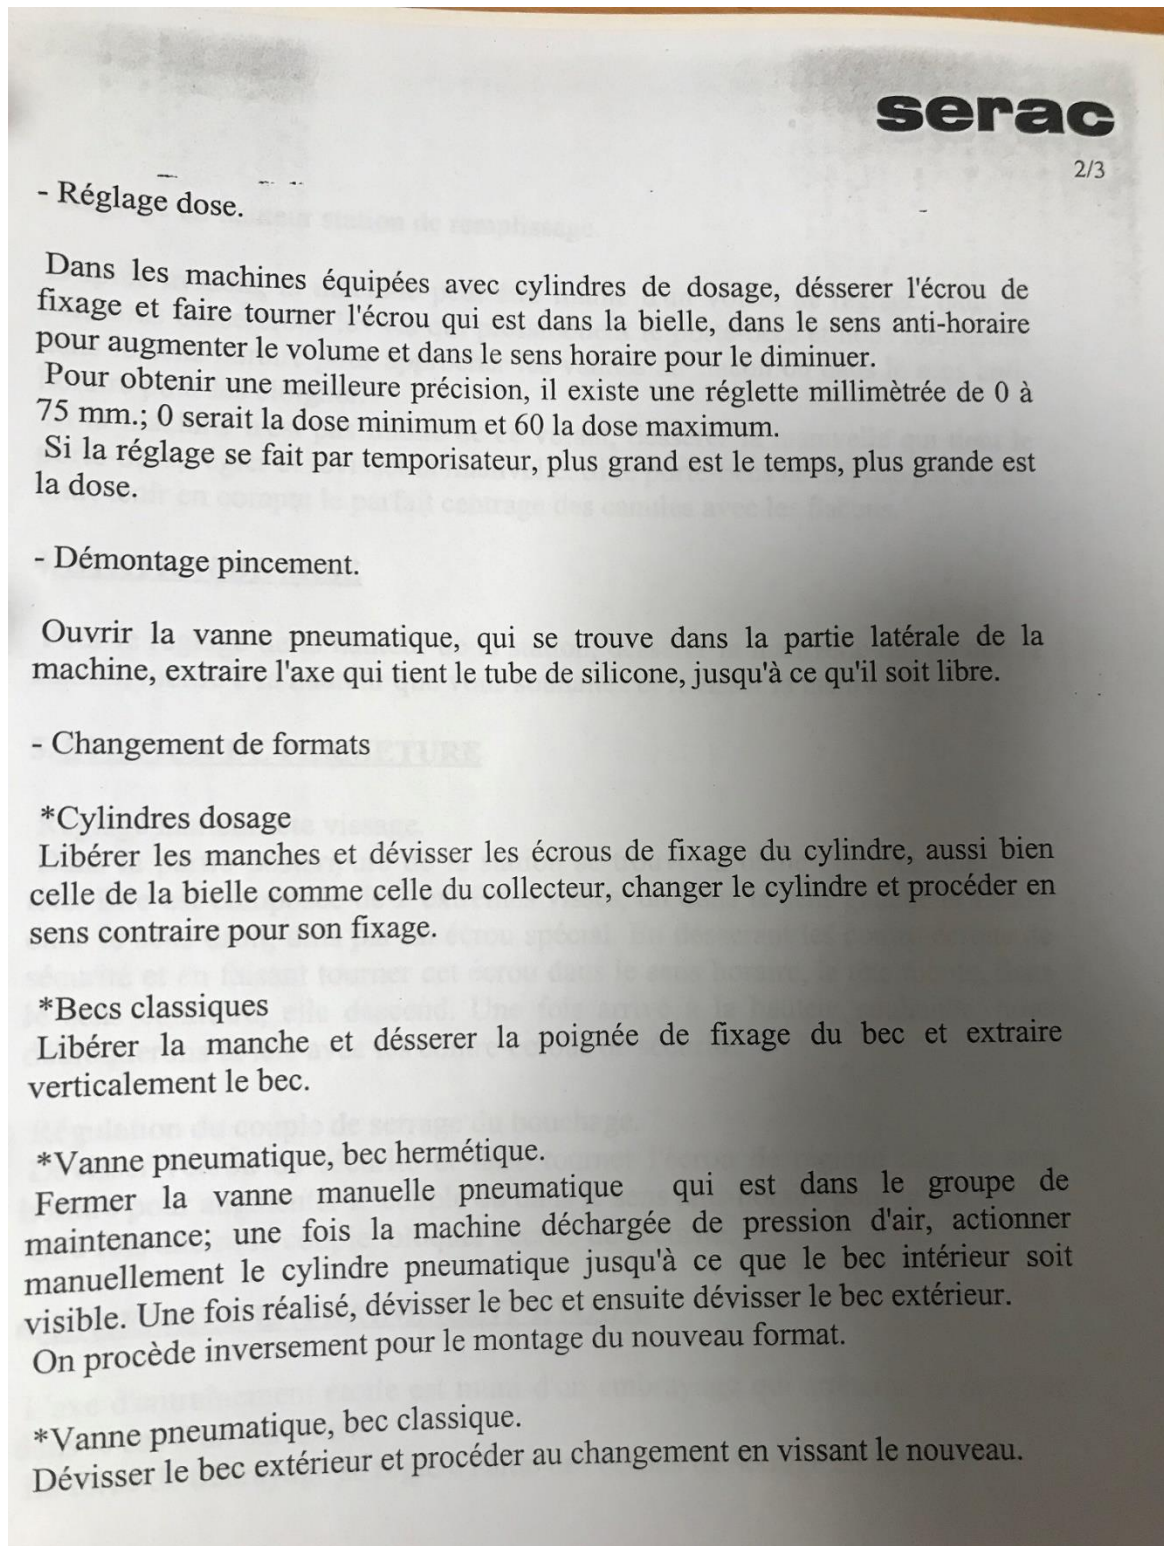 serac
2/3
- Réglage dose.
Dans les machines équipées avec cylindres de dosage, désserer l'écrou de
fixage et faire tourner l'écrou qui est dans la bielle, dans le sens anti-horaire
pour augmenter le volume et dans le sens horaire pour le diminuer.
Pour obtenir une meilleure précision, il existe une réglette millimètrée de 0 à
75 mm.; 0 serait la dose minimum et 60 la dose maximum.
Si la réglage se fait par temporisateur, plus grand est le temps, plus grande est
la dose.
- Démontage pincement.
Ouvrir la vanne pneumatique, qui se trouve dans la partie latérale de la
machine, extraire l'axe qui tient le tube de silicone, jusqu'à ce qu'il soit libre.
- Changement de formats
*Cylindres dosage
Libérer les manches et dévisser les écrous de fixage du cylindre, aussi bien
celle de la bielle comme celle du collecteur, changer le cylindre et procéder en
sens contraire pour son fixage.
*Becs classiques
Libérer la manche et désserer la poignée de fixage du bec et extraire
verticalement le bec.
*Vanne pneumatique, bec hermétique.
Fermer la vanne manuelle pneumatique qui est dans le groupe de
maintenance; une fois la machine déchargée de pression d'air, actionner
manuellement le cylindre pneumatique jusqu'à ce que le bec intérieur soit
visible. Une fois réalisé, dévisser le bec et ensuite dévisser le bec extérieur.
On procède inversement pour le montage du nouveau format.
*Vanne pneumatique, bec classique.
Dévisser le bec extérieur et procéder au changement en vissant le nouveau.